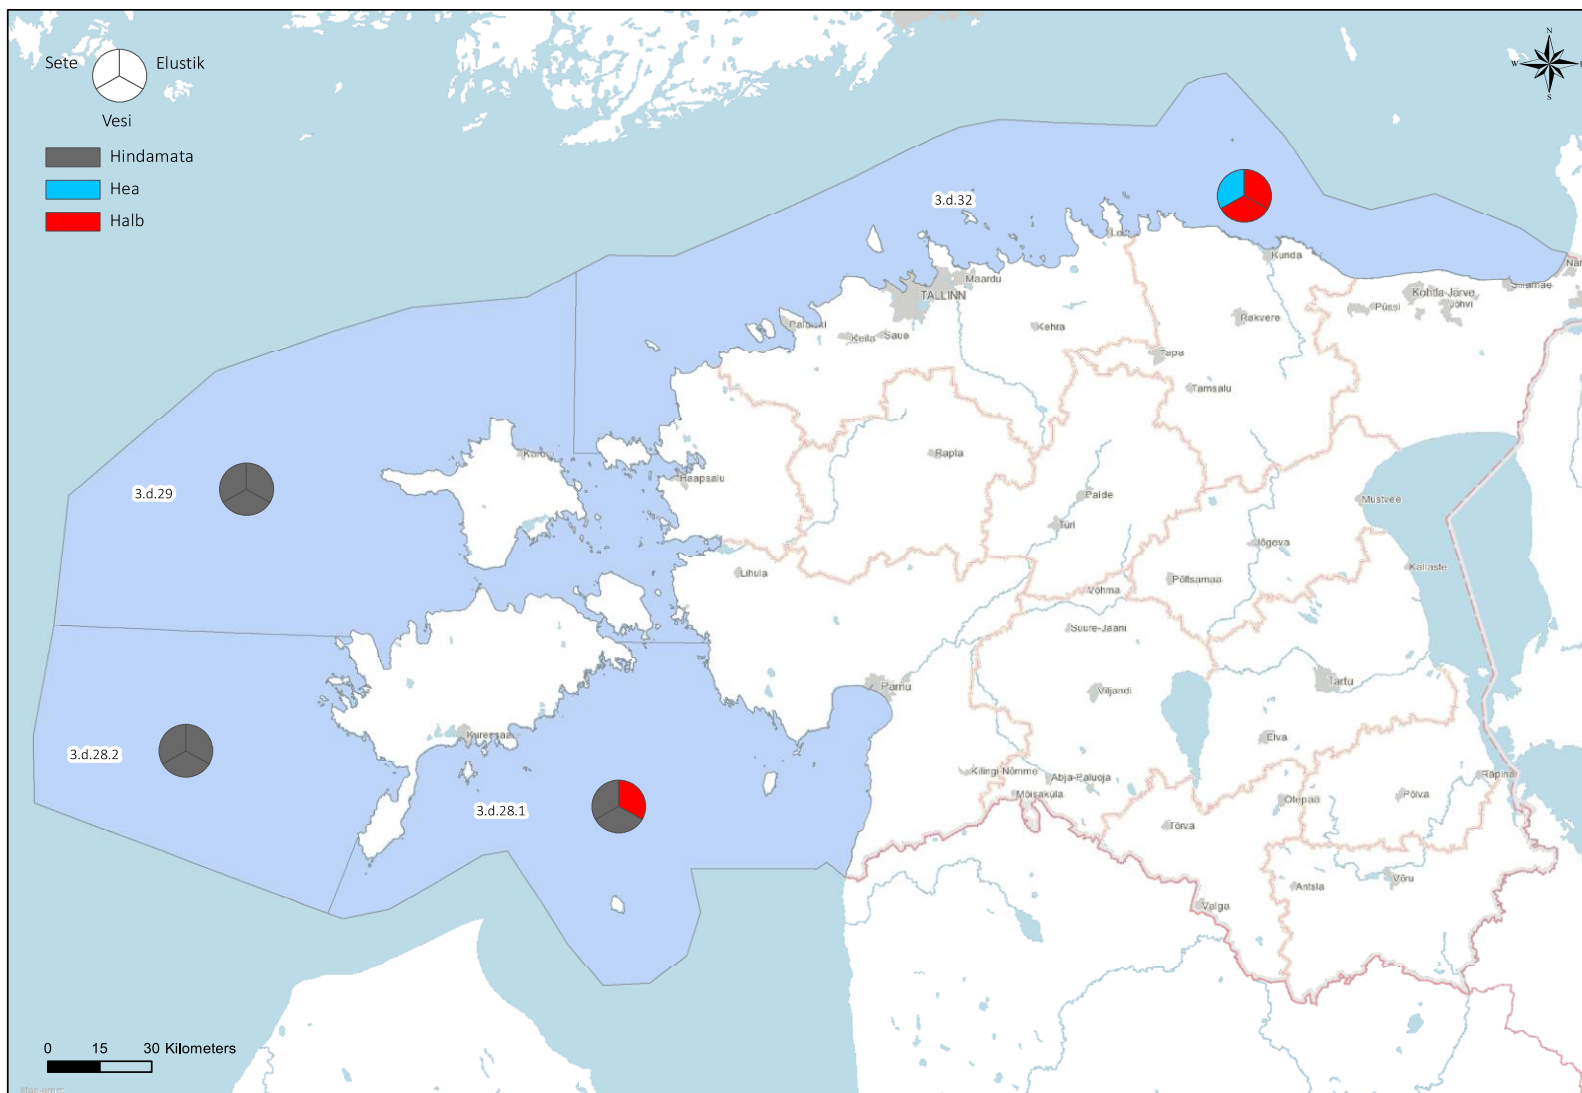 Sete Elustik
Vesi
Hindamata
Hea
Halb
N
W
S
3.d.32
Kunda
Maardu
TALLINN
Sillamäe
Kohtla-Järve
Jõhvi
Püssi
Rakvere
Kehra
Paldiski
Keila
Saue
Tapa
Tamsalu
Kärdla
Rapla
Haapsalu
3.d.29
Paide
Türi
Mustvee
Jõgeva
Kallaste
Lihula
Põltsamaa
Võhma
Suure-Jaani
Tartu
Pärnu
Viljandi
Elva
3.d.28.2
Kuressaare
Kilingi-Nõmme
Abja-Paluoja
Mõisaküla
Räpina
Põlva
Otepää
3.d.28.1
Tõrva
Võru
Antsla
Valga
0 15 30 Kilometers